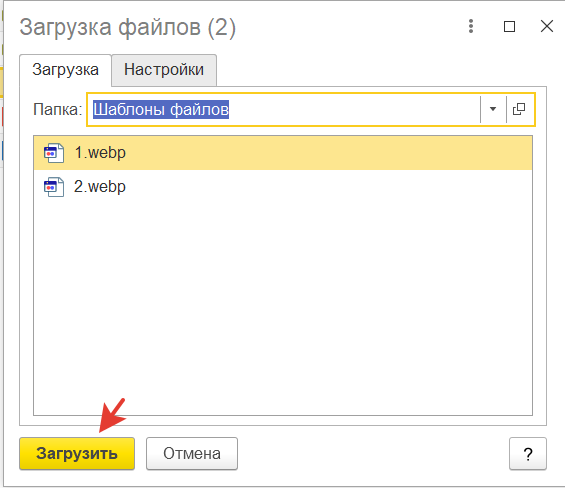 Загрузка файлов (2)
Загрузка Настройки
Папка: Шаблоны файлов
1.webp
2.webp
Загрузить Отмена ?